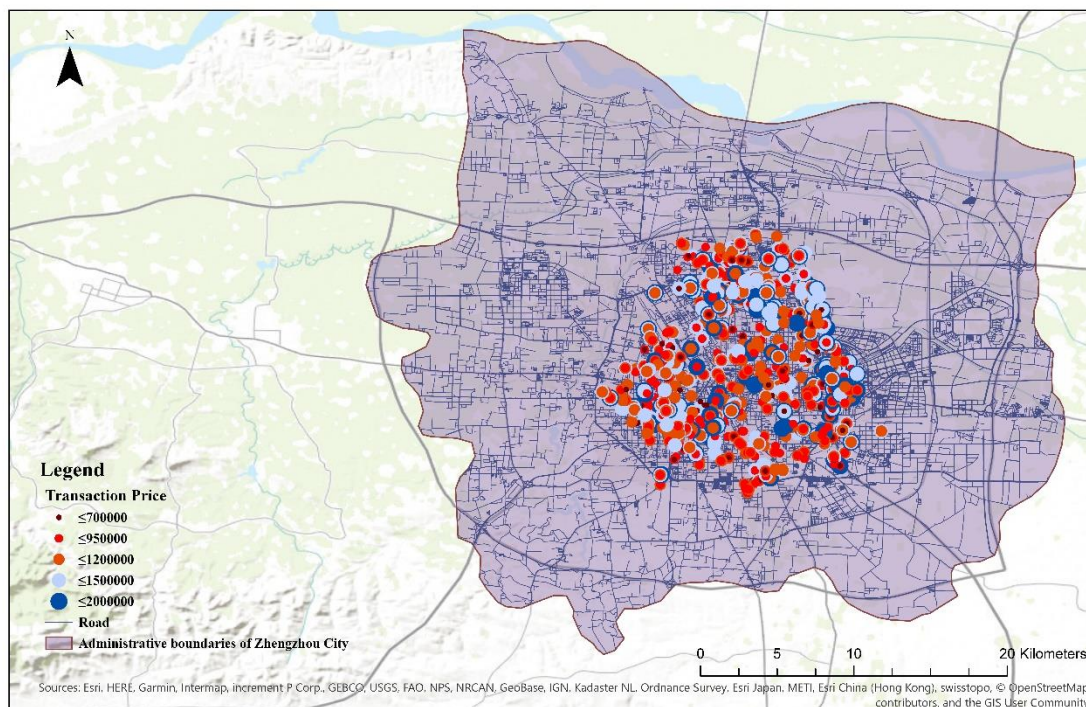 N
Legend
Transaction Price
≤700000
≤950000
≤1200000
≤1500000
≤2000000
Road
Administrative boundaries of Zhengzhou City
0 5 10 20 Kilometers
Sources: Esri, HERE, Garmin, Intermap, increment P Corp., GEBCO, USGS, FAO, NPS, NRCAN, GeoBase, IGN, Kadaster NL, Ordnance Survey, Esri Japan, METI, Esri China (Hong Kong), swisstopo, © OpenStreetMap
contributors, and the GIS User Community